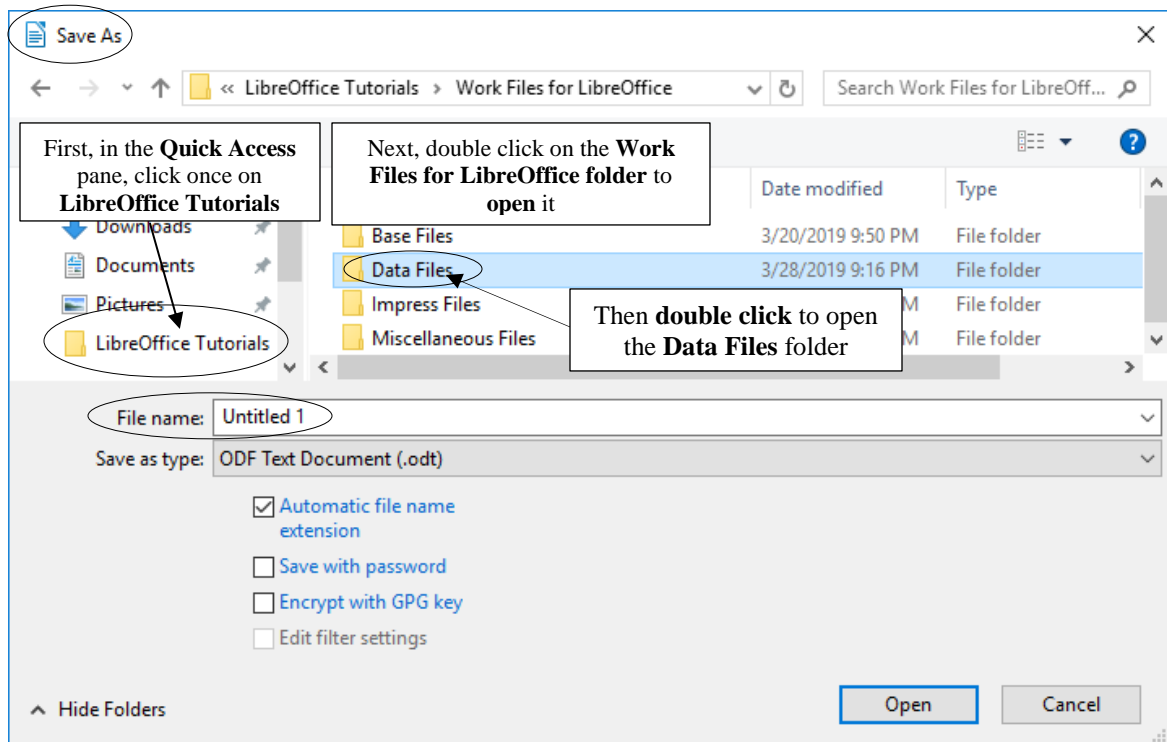 Save As
« LibreOffice Tutorials › Work Files for LibreOffice
Search Work Files for LibreOff...
First, in the Quick Access
pane, click once on
LibreOffice Tutorials
Next, double click on the Work
Files for LibreOffice folder to
open it
Date modified Type
Downloads
Documents
Pictures
LibreOffice Tutorials
Base Files 3/20/2019 9:50 PM File folder
Data Files 3/28/2019 9:16 PM File folder
Impress Files M File folder
Miscellaneous Files M File folder
Then double click to open
the Data Files folder
File name: Untitled 1
Save as type: ODF Text Document (.odt)
Automatic file name
extension
Save with password
Encrypt with GPG key
Edit filter settings
Hide Folders
Open Cancel